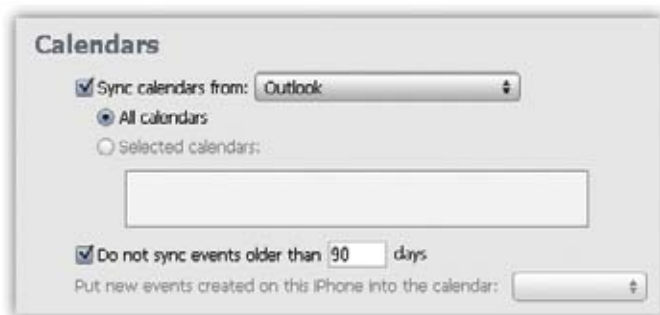 Calendars
Sync calendars from: Outlook
All calendars
Selected calendars:
Do not sync events older than 90 days
Put new events created on this iPhone into the calendar: